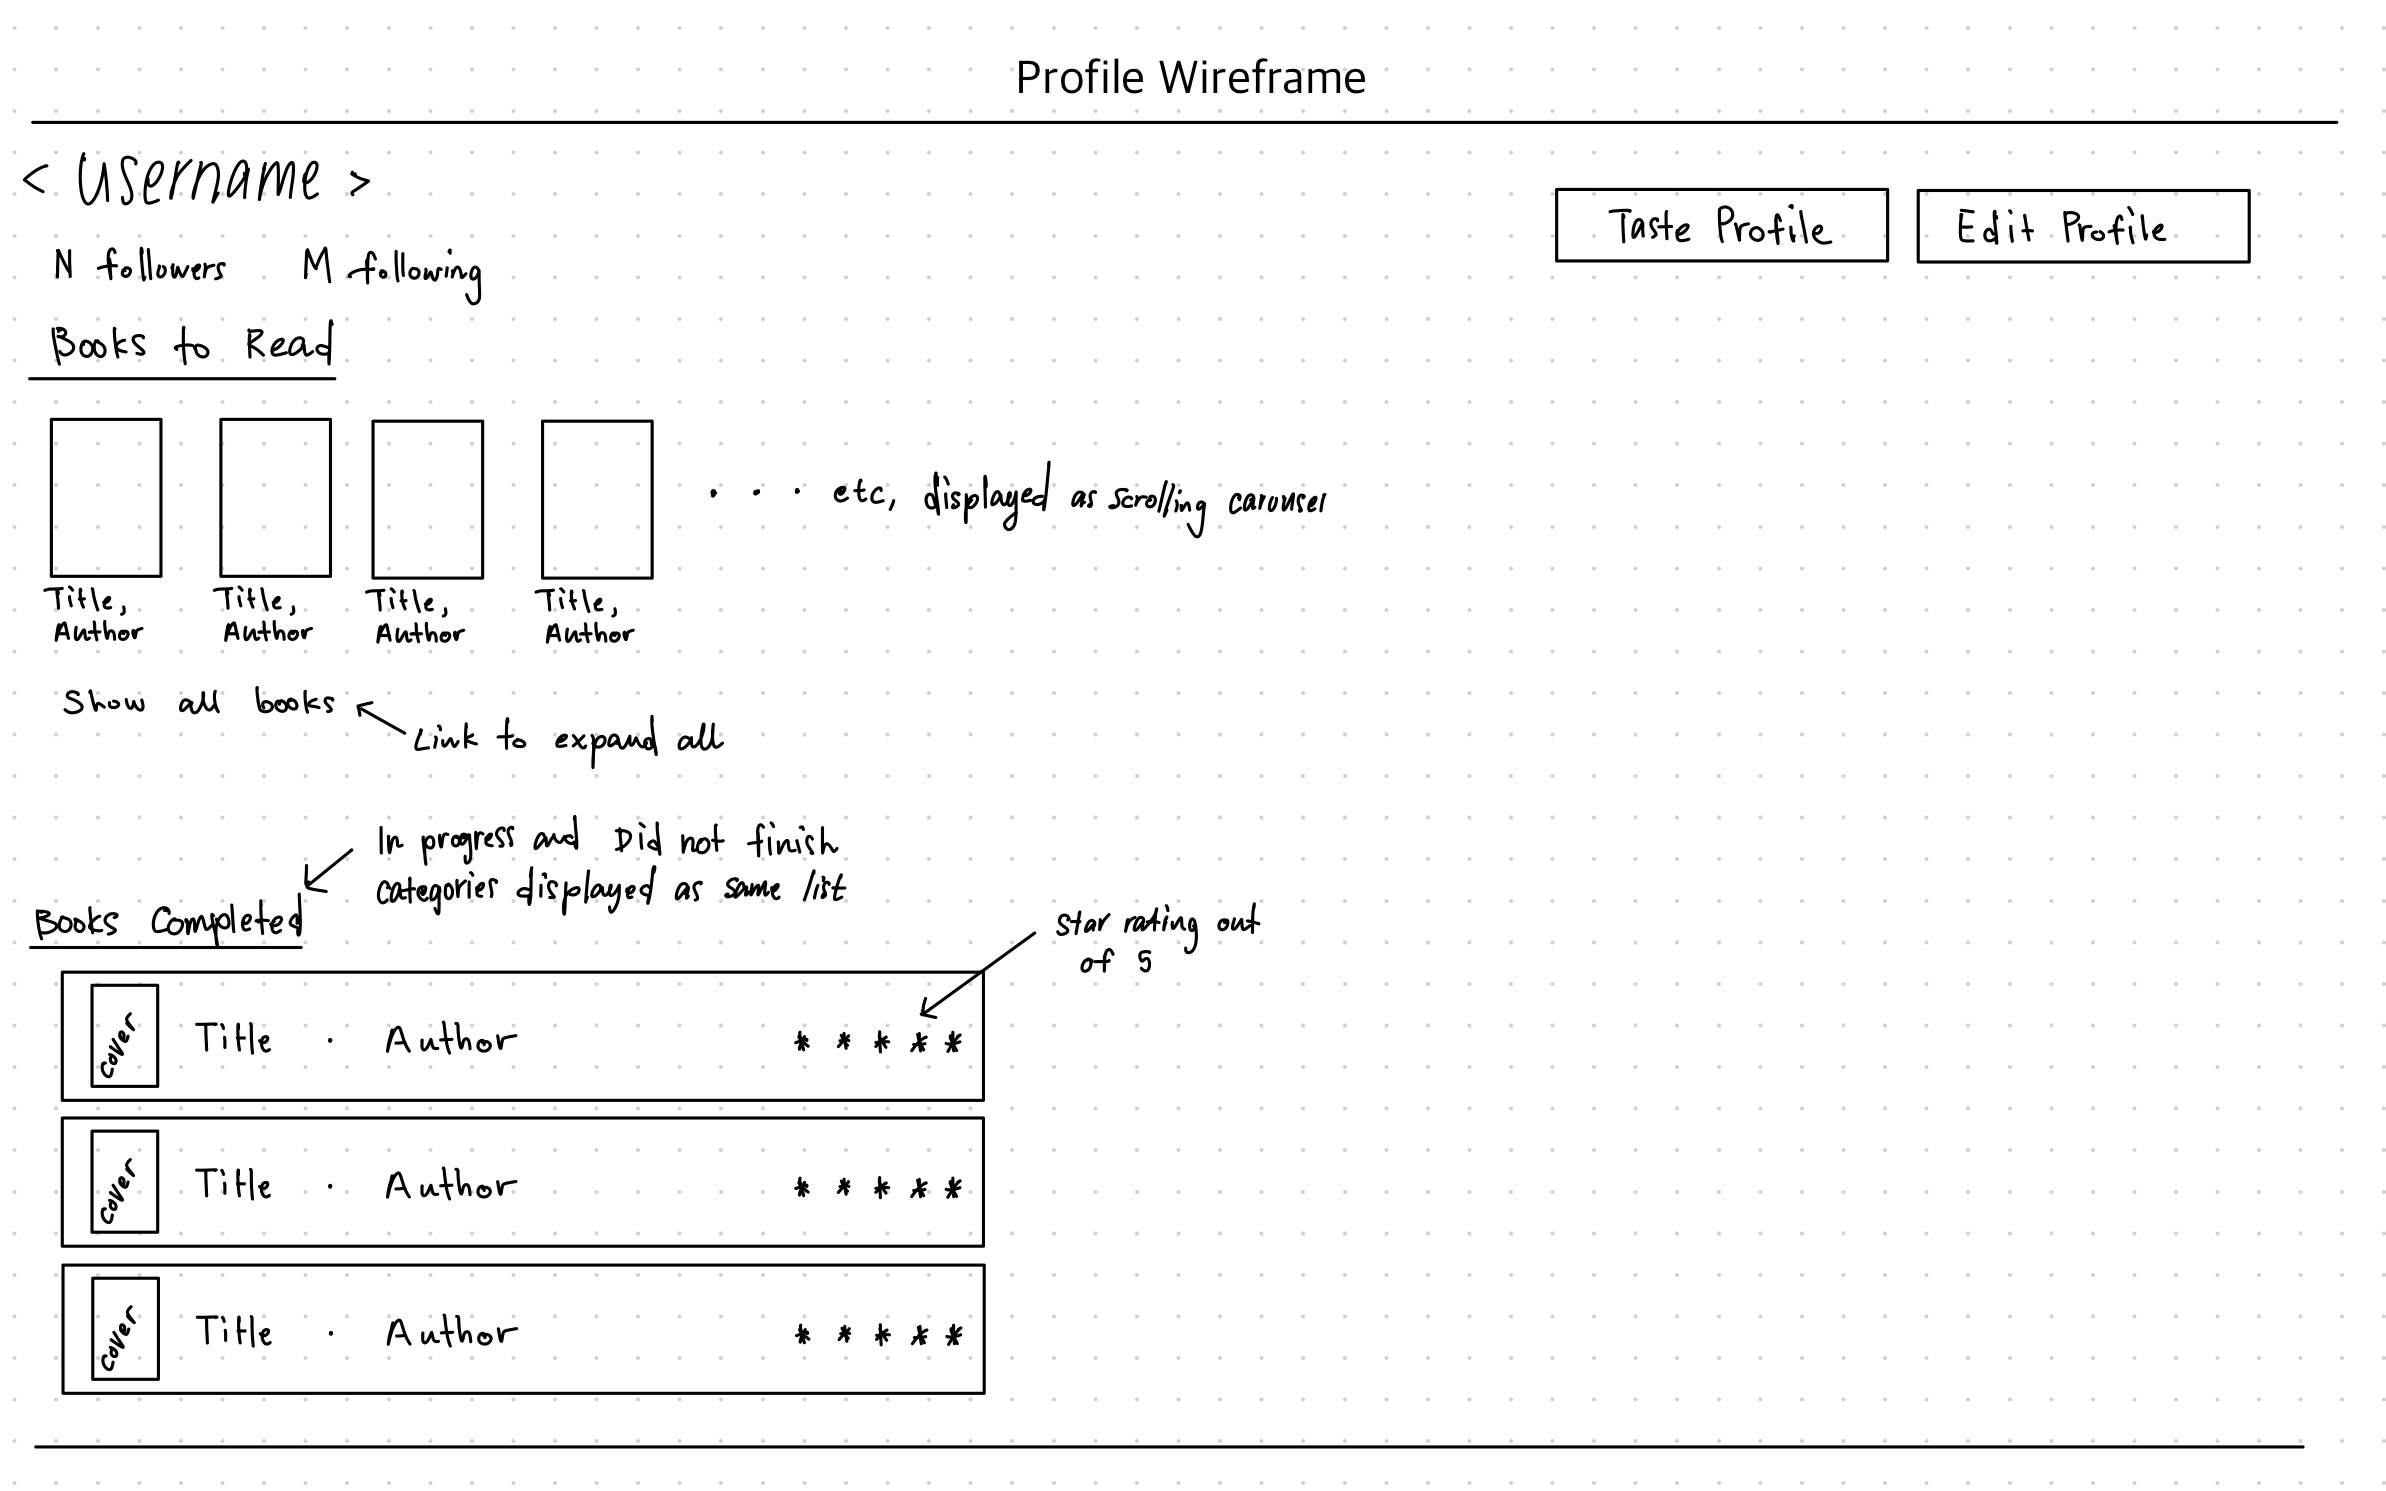 Profile Wireframe
< Username >
Taste Profile
Edit Profile
N followers M following
Books to Read
. . . etc, displayed as scrolling carousel
Title,
Author
Title,
Author
Title,
Author
Title,
Author
Show all books
Link to expand all
In progress and Did not finish
categories displayed as same list
Books Completed
star rating out
of 5
cover
Title · Author * * * * *
cover
Title · Author * * * * *
cover
Title · Author * * * * *